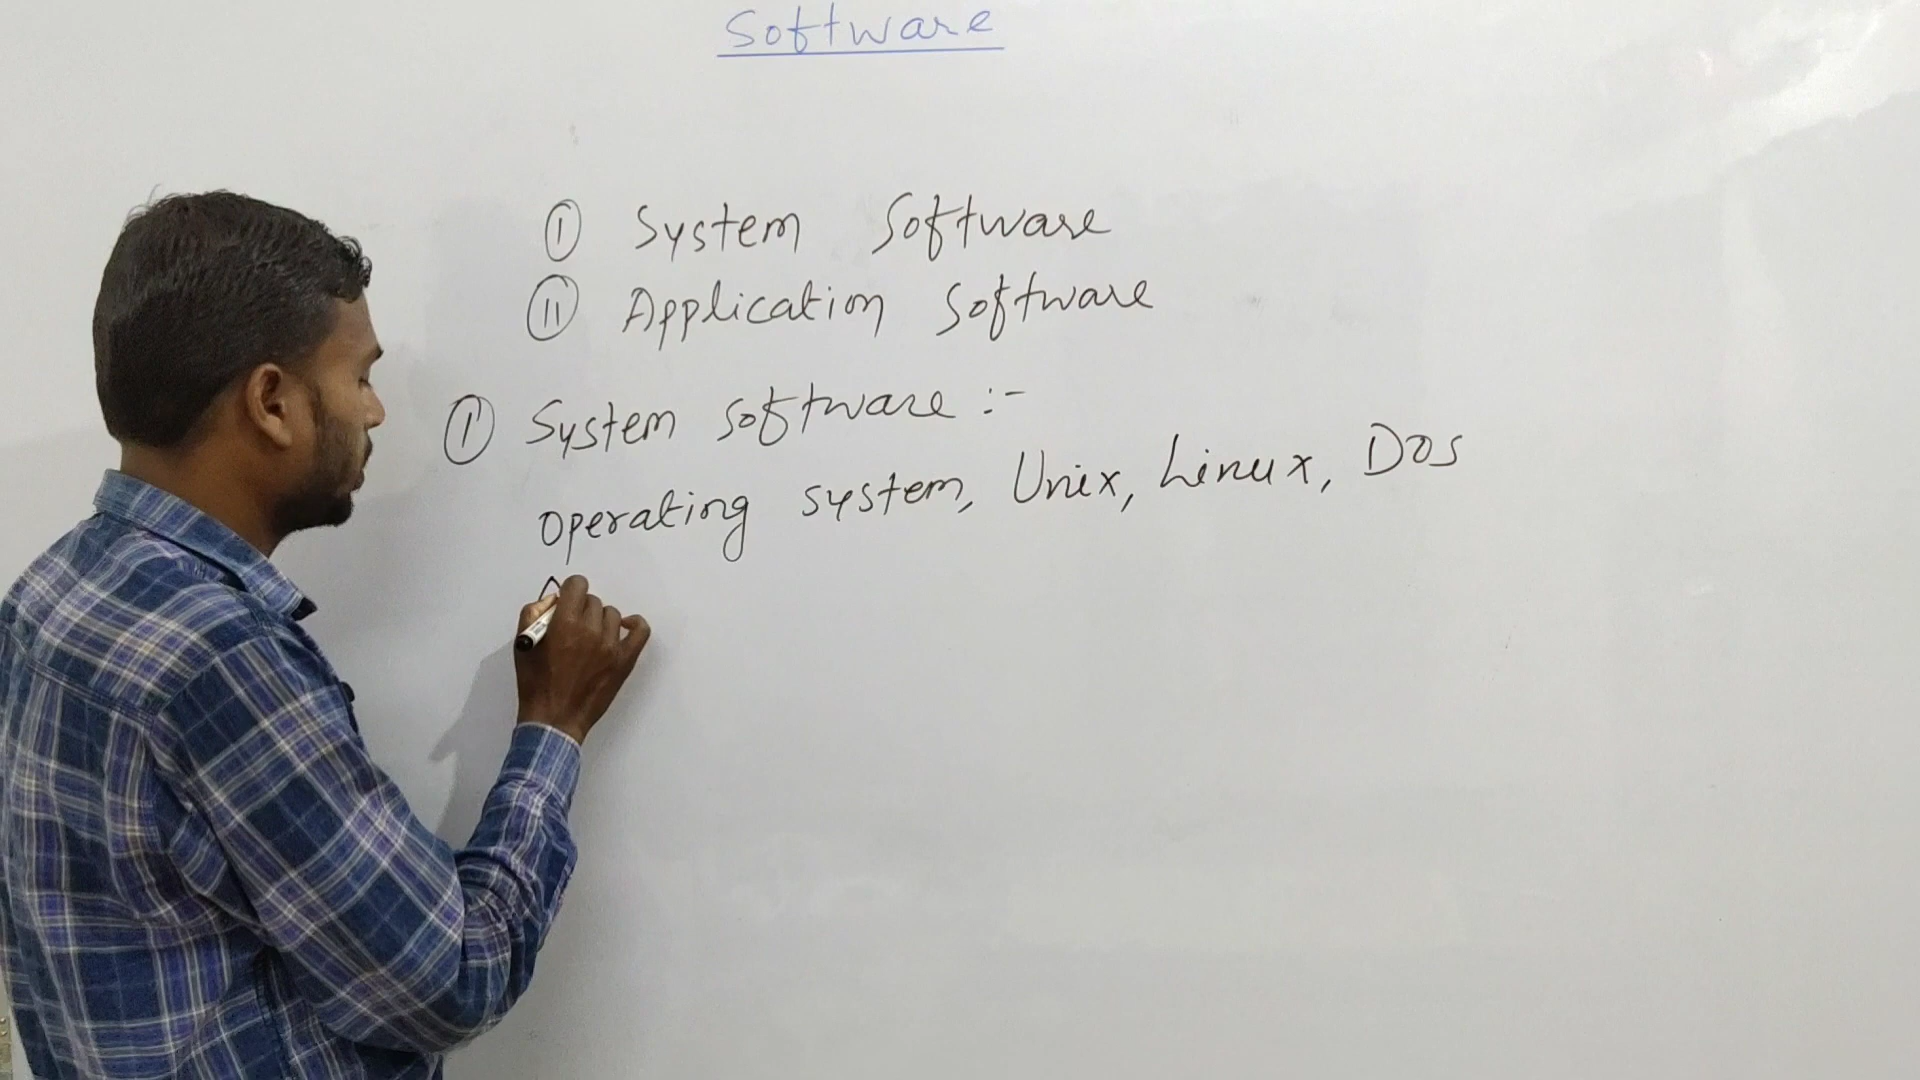 Software
① System Software
⑪ Application Software
① System software :-
Operating system, Unix, Linux, Dos